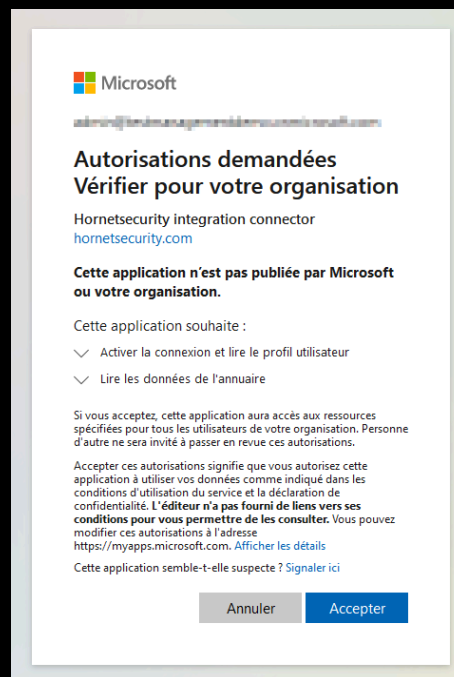 Microsoft
Autorisations demandées
Vérifier pour votre organisation
Hornetsecurity integration connector
hornetsecurity.com
Cette application n'est pas publiée par Microsoft
ou votre organisation.
Cette application souhaite :
Activer la connexion et lire le profil utilisateur
Lire les données de l'annuaire
Si vous acceptez, cette application aura accès aux ressources
spécifiées pour tous les utilisateurs de votre organisation. Personne
d'autre ne sera invité à passer en revue ces autorisations.
Accepter ces autorisations signifie que vous autorisez cette
application à utiliser vos données comme indiqué dans les
conditions d'utilisation du service et la déclaration de
confidentialité. L'éditeur n'a pas fourni de liens vers ses
conditions pour vous permettre de les consulter. Vous pouvez
modifier ces autorisations à l'adresse
https://myapps.microsoft.com. Afficher les détails
Cette application semble-t-elle suspecte ? Signaler ici
Annuler
Accepter